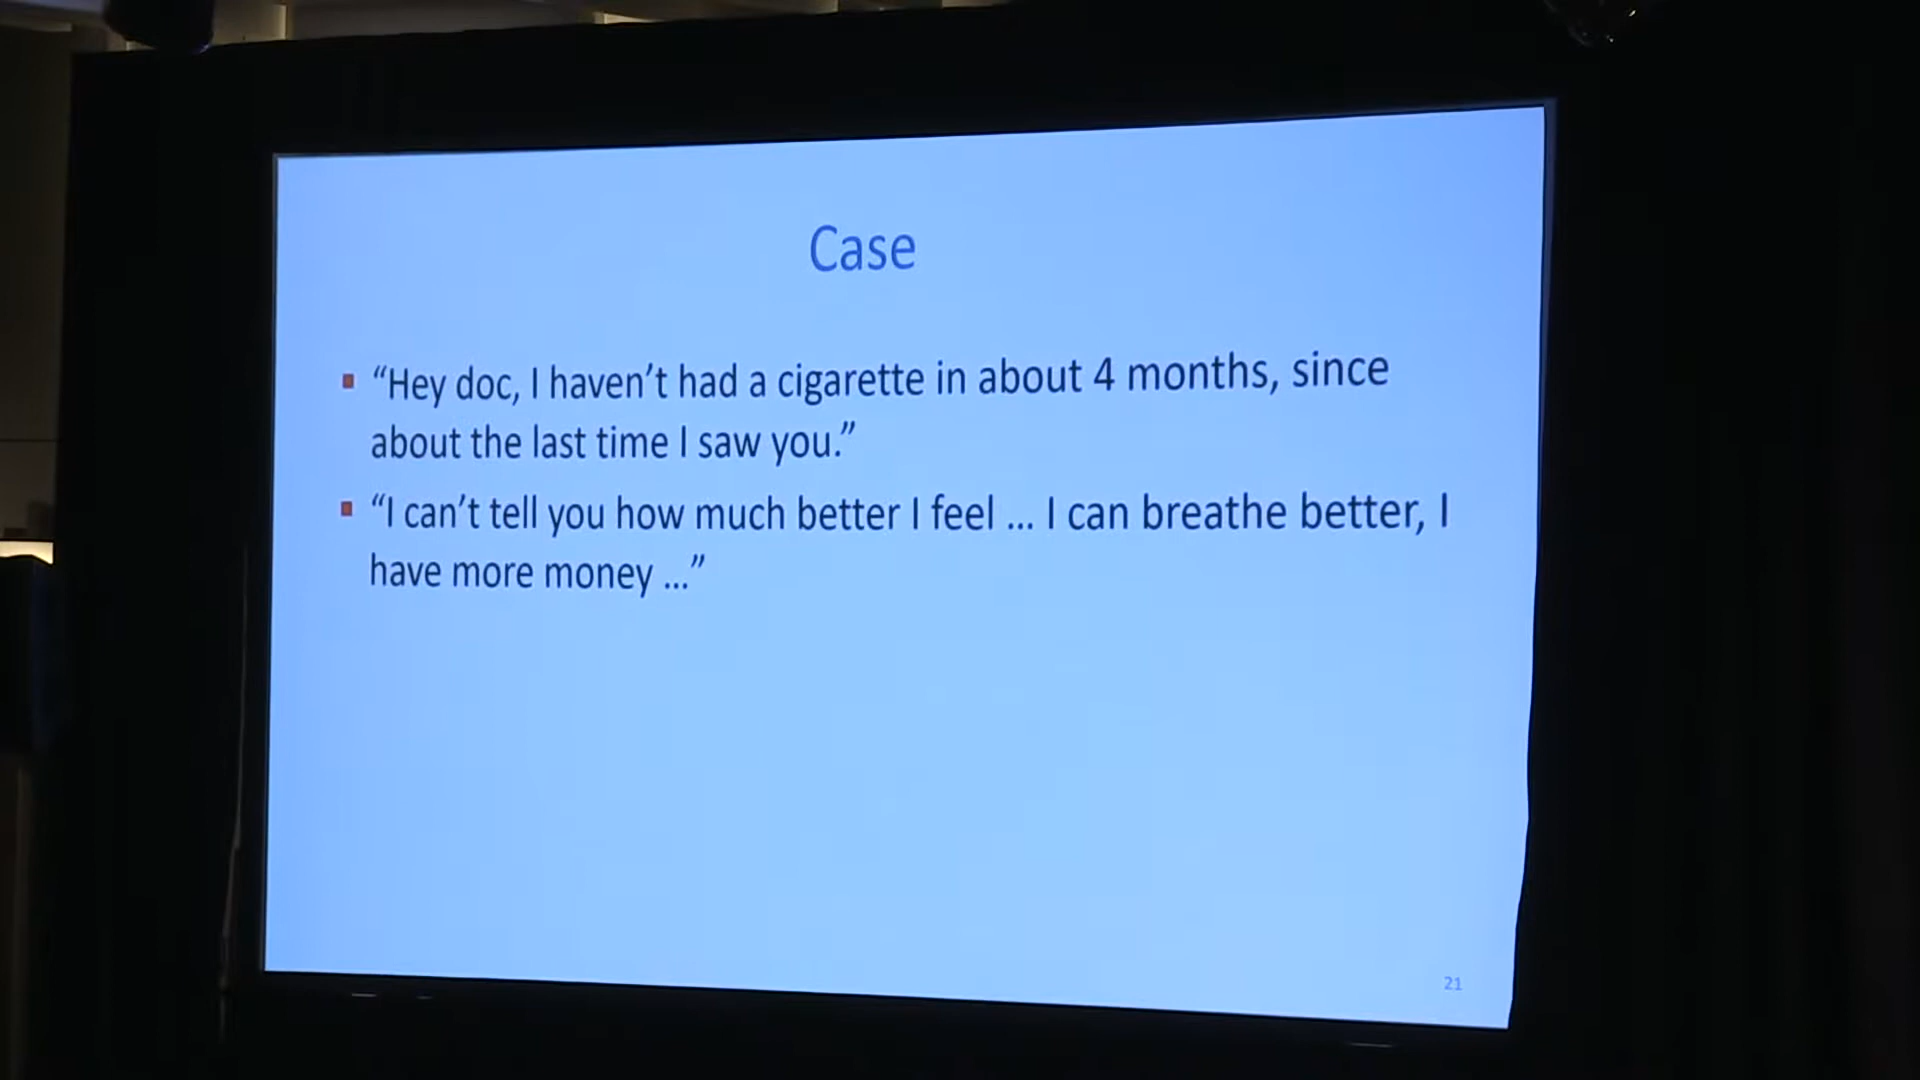 Case
▪ “Hey doc, I haven’t had a cigarette in about 4 months, since
about the last time I saw you.”
▪ “I can’t tell you how much better I feel ... I can breathe better, I
have more money ...”
21